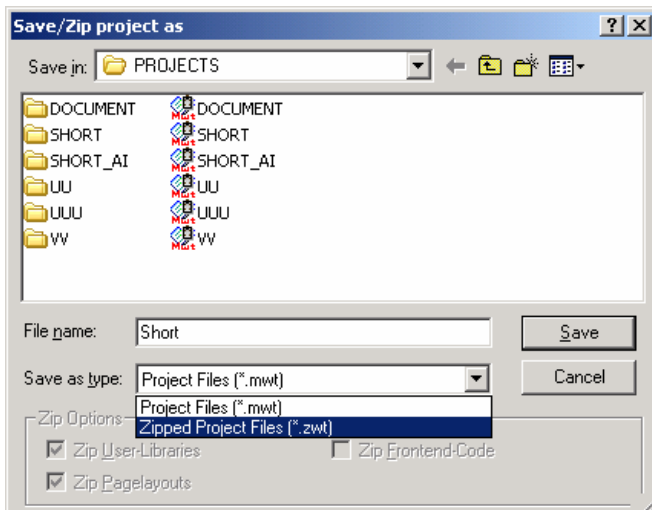 Save/Zip project as
Save in: PROJECTS
DOCUMENT DOCUMENT
SHORT SHORT
SHORT_AI SHORT_AI
UU UU
UUU UUU
VV VV
File name: Short Save
Save as type: Project Files (*.mwt) Cancel
Project Files (*.mwt)
Zip Options Zipped Project Files (*.zwt)
Zip User-Libraries Zip Frontend-Code
Zip Pagelayouts